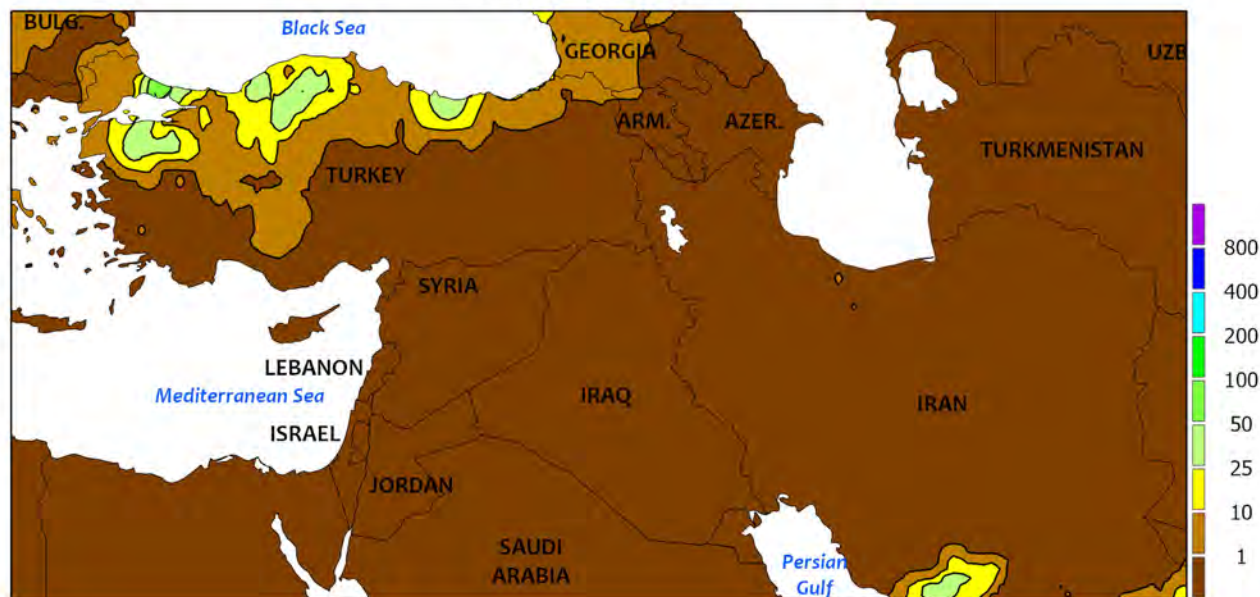 BULG.
Black Sea
GEORGIA
UZB
ARM.
AZER.
TURKMENISTAN
TURKEY
SYRIA
LEBANON
Mediterranean Sea
IRAQ
IRAN
ISRAEL
JORDAN
SAUDI
ARABIA
Persian
Gulf
800
400
200
100
50
25
10
1